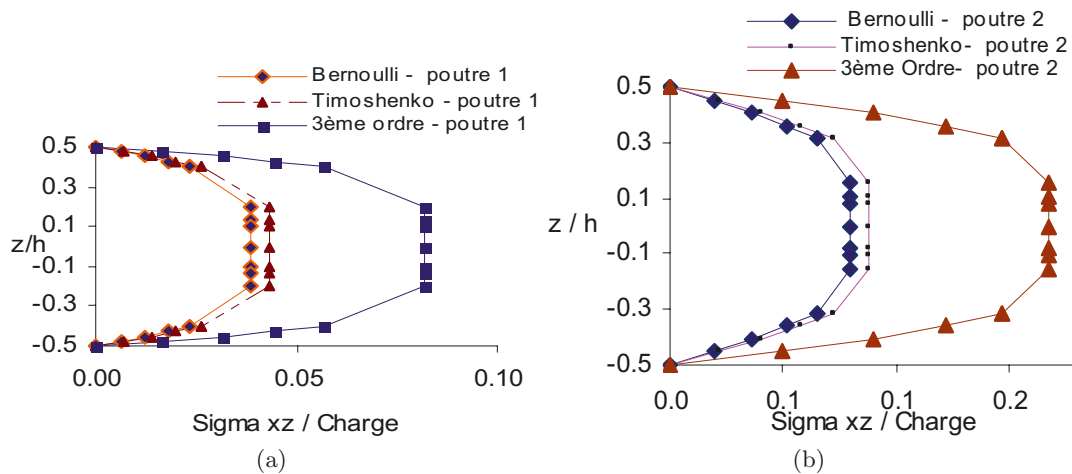 Bernoulli - poutre 1
Timoshenko - poutre 1
3ème ordre - poutre 1
0.5
0.3
0.1
z/h
-0.1
-0.3
-0.5
0.00 0.05 0.10
Sigma xz / Charge
(a)
Bernoulli - poutre 2
Timoshenko- poutre 2
3ème Ordre- poutre 2
0.5
0.3
0.1
z / h
-0.1
-0.3
-0.5
0.0 0.1 0.1 0.2
Sigma xz / Charge
(b)